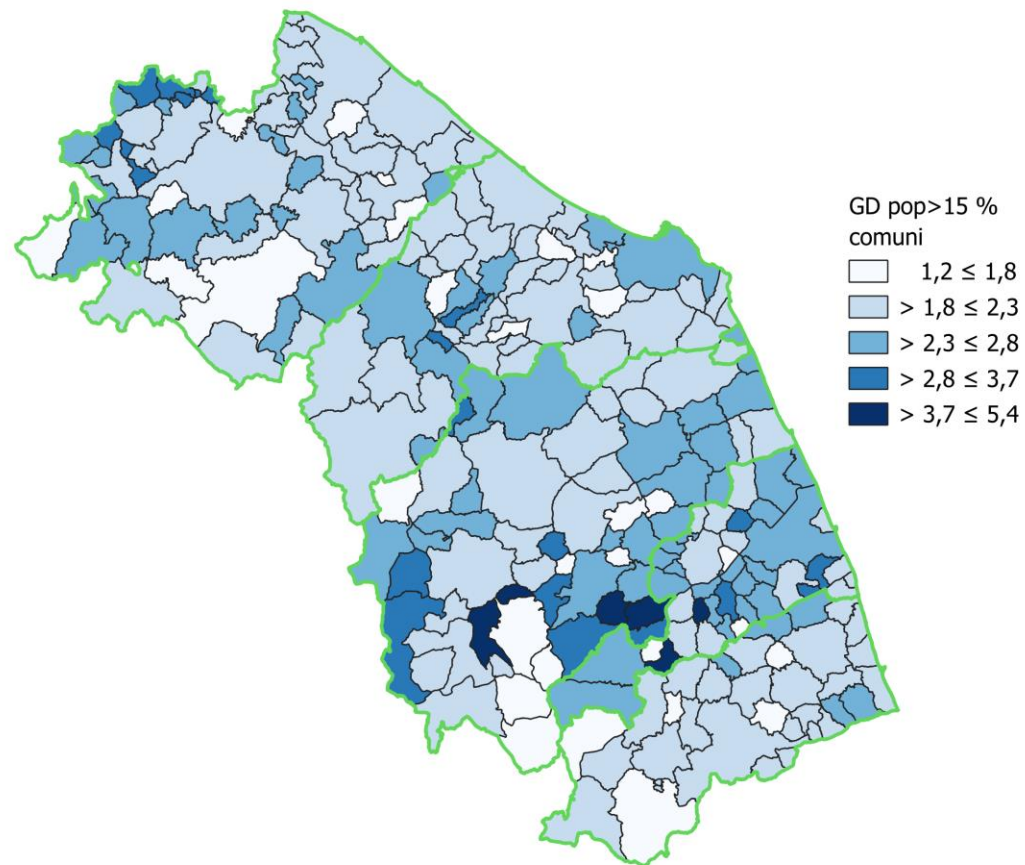 GD pop>15 %
comuni
1,2 ≤ 1,8
> 1,8 ≤ 2,3
> 2,3 ≤ 2,8
> 2,8 ≤ 3,7
> 3,7 ≤ 5,4